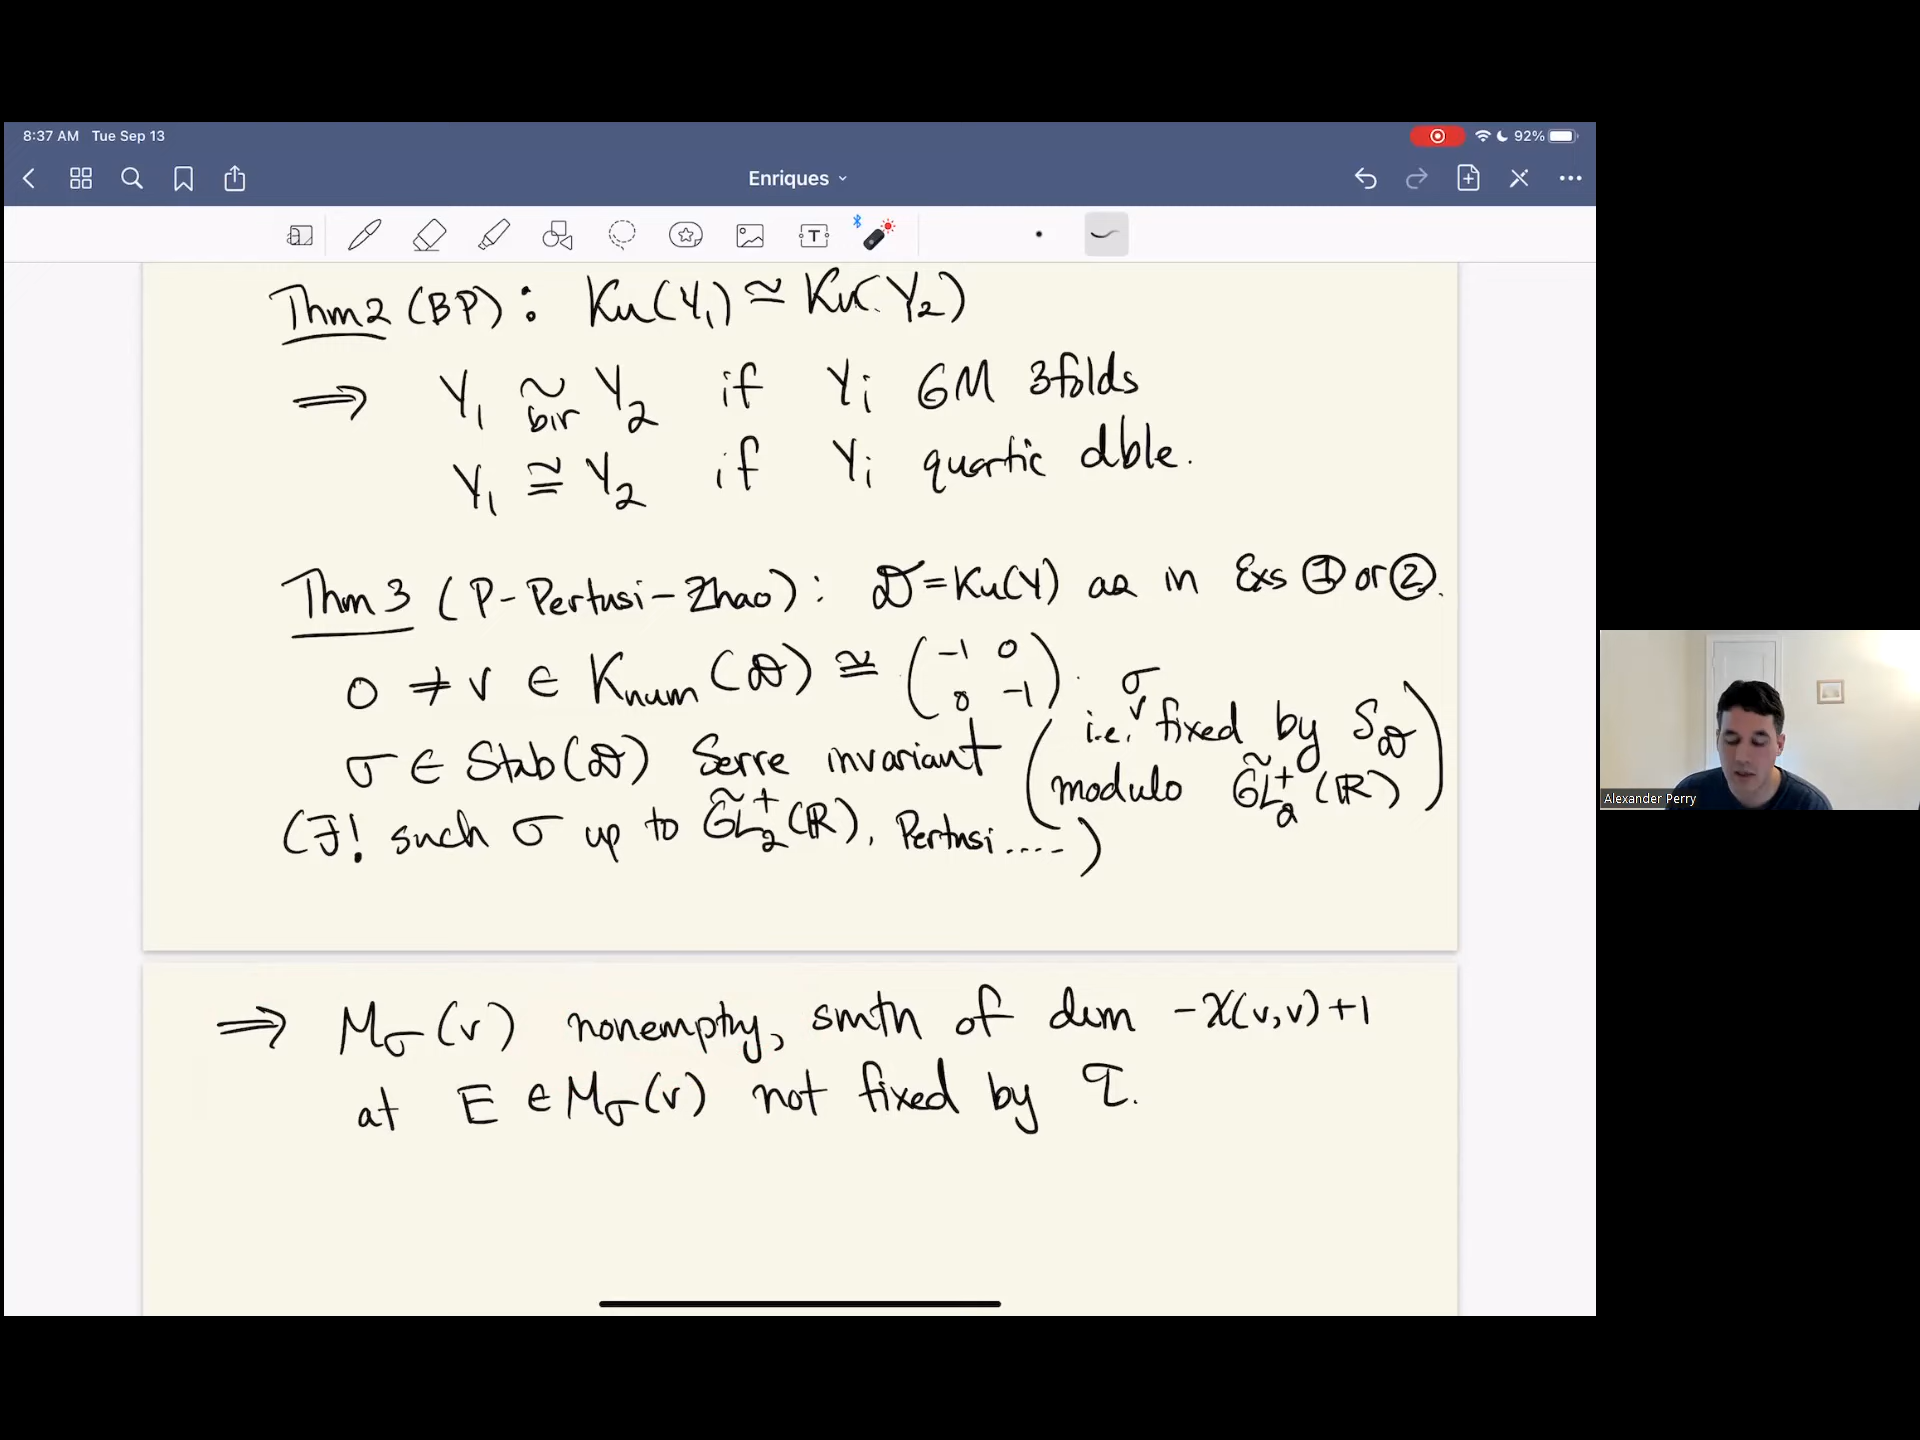 8:37 AM Tue Sep 13
92%
Enriques
Thm 2 (BP): Ku(Y₁) ≃ Ku(Y₂)
⟹ Y₁ ~bir Y₂ if Yi GM 3folds
Y₁ ≅ Y₂ if Yi quartic dble.
Thm 3 (P-Pertusi-Zhao): 𝒟 = Ku(Y) as in Exs ① or ②.
0 ≠ v ∈ Knum(𝒟) ≅ (-1 0 0 -1).
σ ∈ Stab(𝒟) Serre invariant (i.e. σ fixed by S𝒟 modulo G̃L₂⁺(ℝ))
(∃! such σ up to G̃L₂⁺(ℝ), Pertusi .....)
⟹ Mσ(v) nonempty, smth of dim -χ(v,v)+1
at E ∈ Mσ(v) not fixed by τ.
Alexander Perry